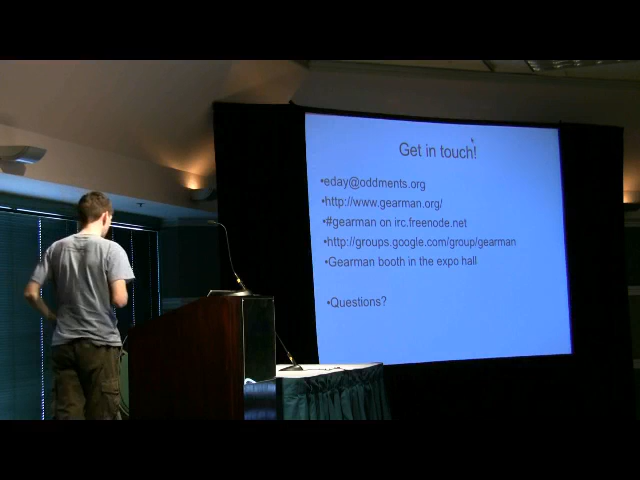 Get in touch!
•eday@oddments.org
•http://www.gearman.org/
•#gearman on irc.freenode.net
•http://groups.google.com/group/gearman
•Gearman booth in the expo hall
•Questions?